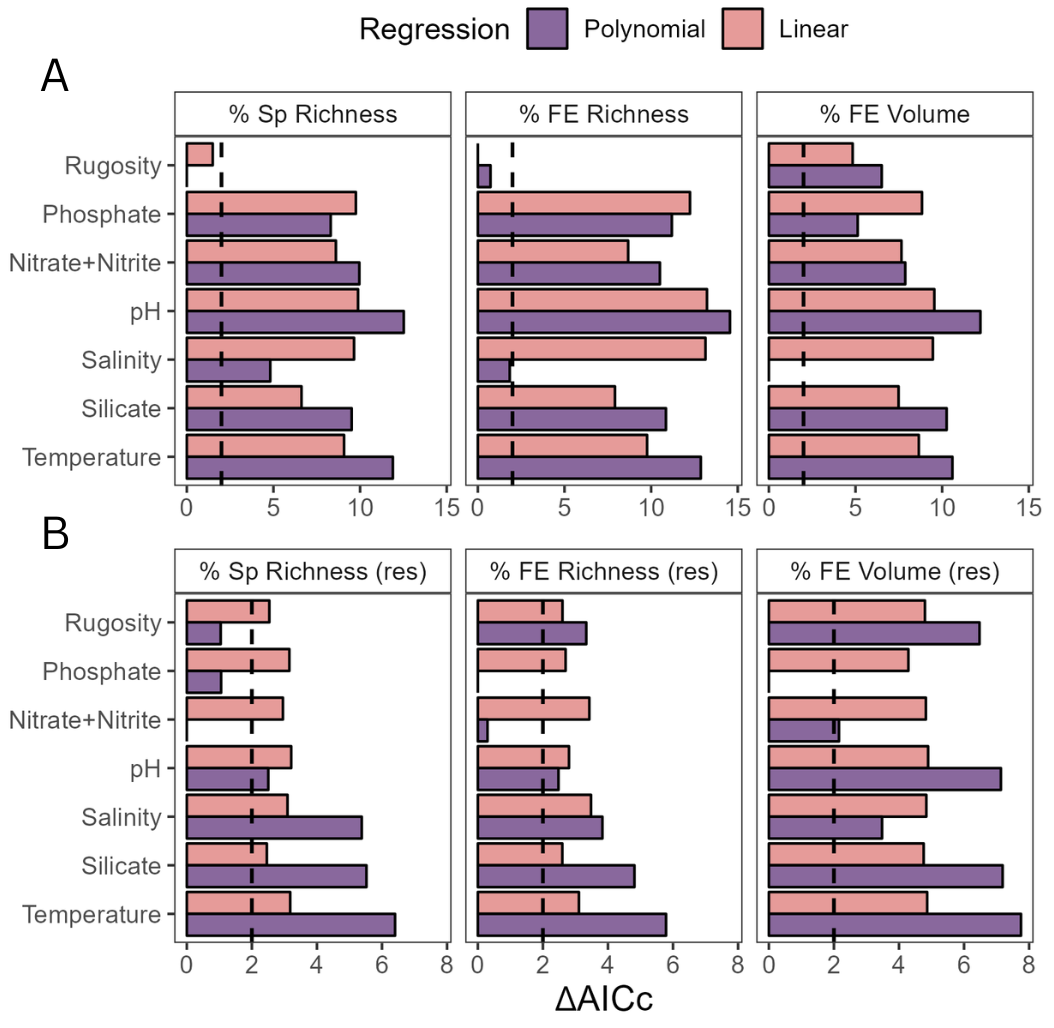 Regression Polynomial Linear
A
% Sp Richness % FE Richness % FE Volume
Rugosity
Phosphate
Nitrate+Nitrite
pH
Salinity
Silicate
Temperature
0 5 10 15 0 5 10 15 0 5 10 15
B
% Sp Richness (res) % FE Richness (res) % FE Volume (res)
Rugosity
Phosphate
Nitrate+Nitrite
pH
Salinity
Silicate
Temperature
0 2 4 6 8 0 2 4 6 8 0 2 4 6 8
ΔAICc